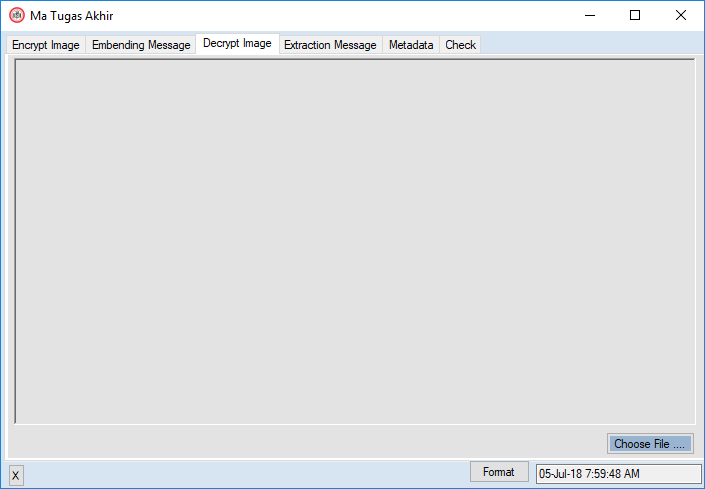 Ma Tugas Akhir
Encrypt Image Embending Message Decrypt Image Extraction Message Metadata Check
Choose File ....
X Format 05-Jul-18 7:59:48 AM